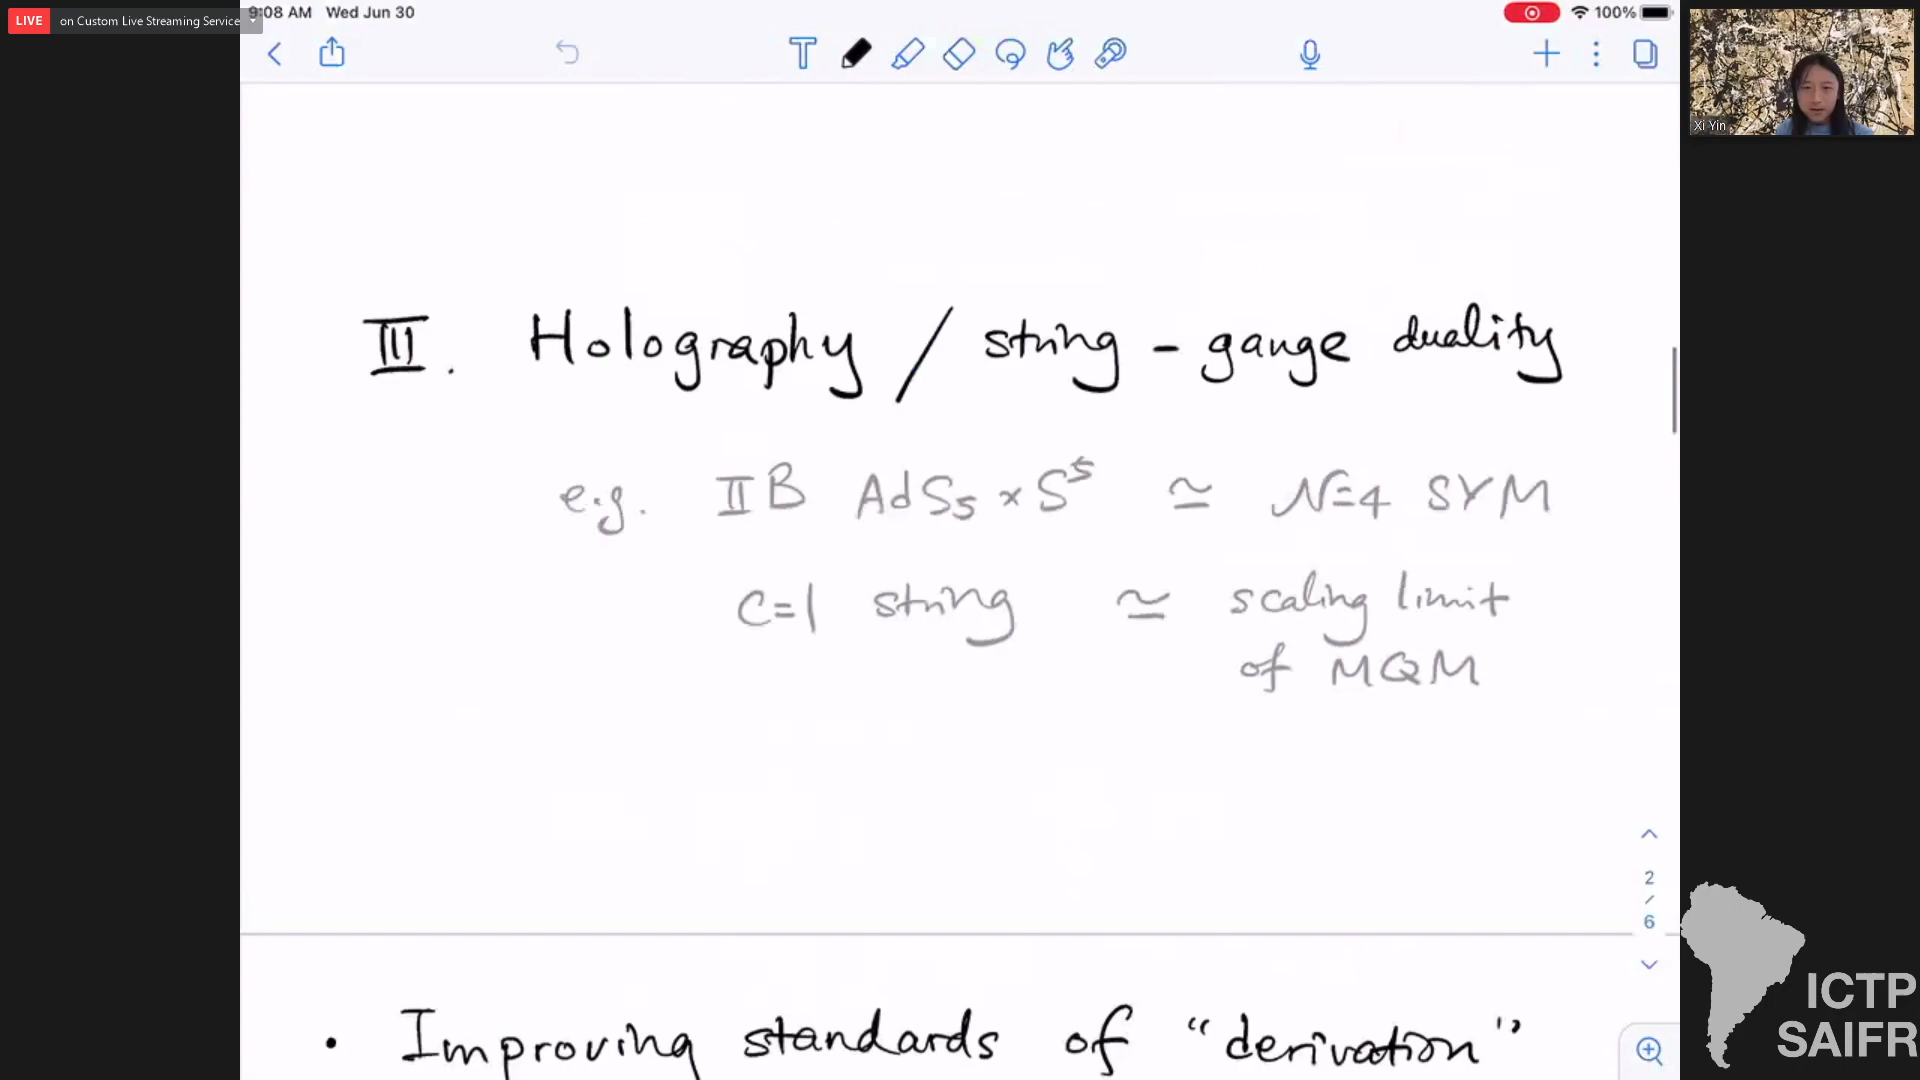 LIVE on Custom Live Streaming Service
9:08 AM Wed Jun 30
100%
T
Xi Yin
III. Holography / string - gauge duality
e.g. IIB AdS₅ × S⁵ ≃ N=4 SYM
c=1 string ≃ scaling limit
of MQM
2
/
6
• Improving standards of “derivation”
ICTP
SAIFR